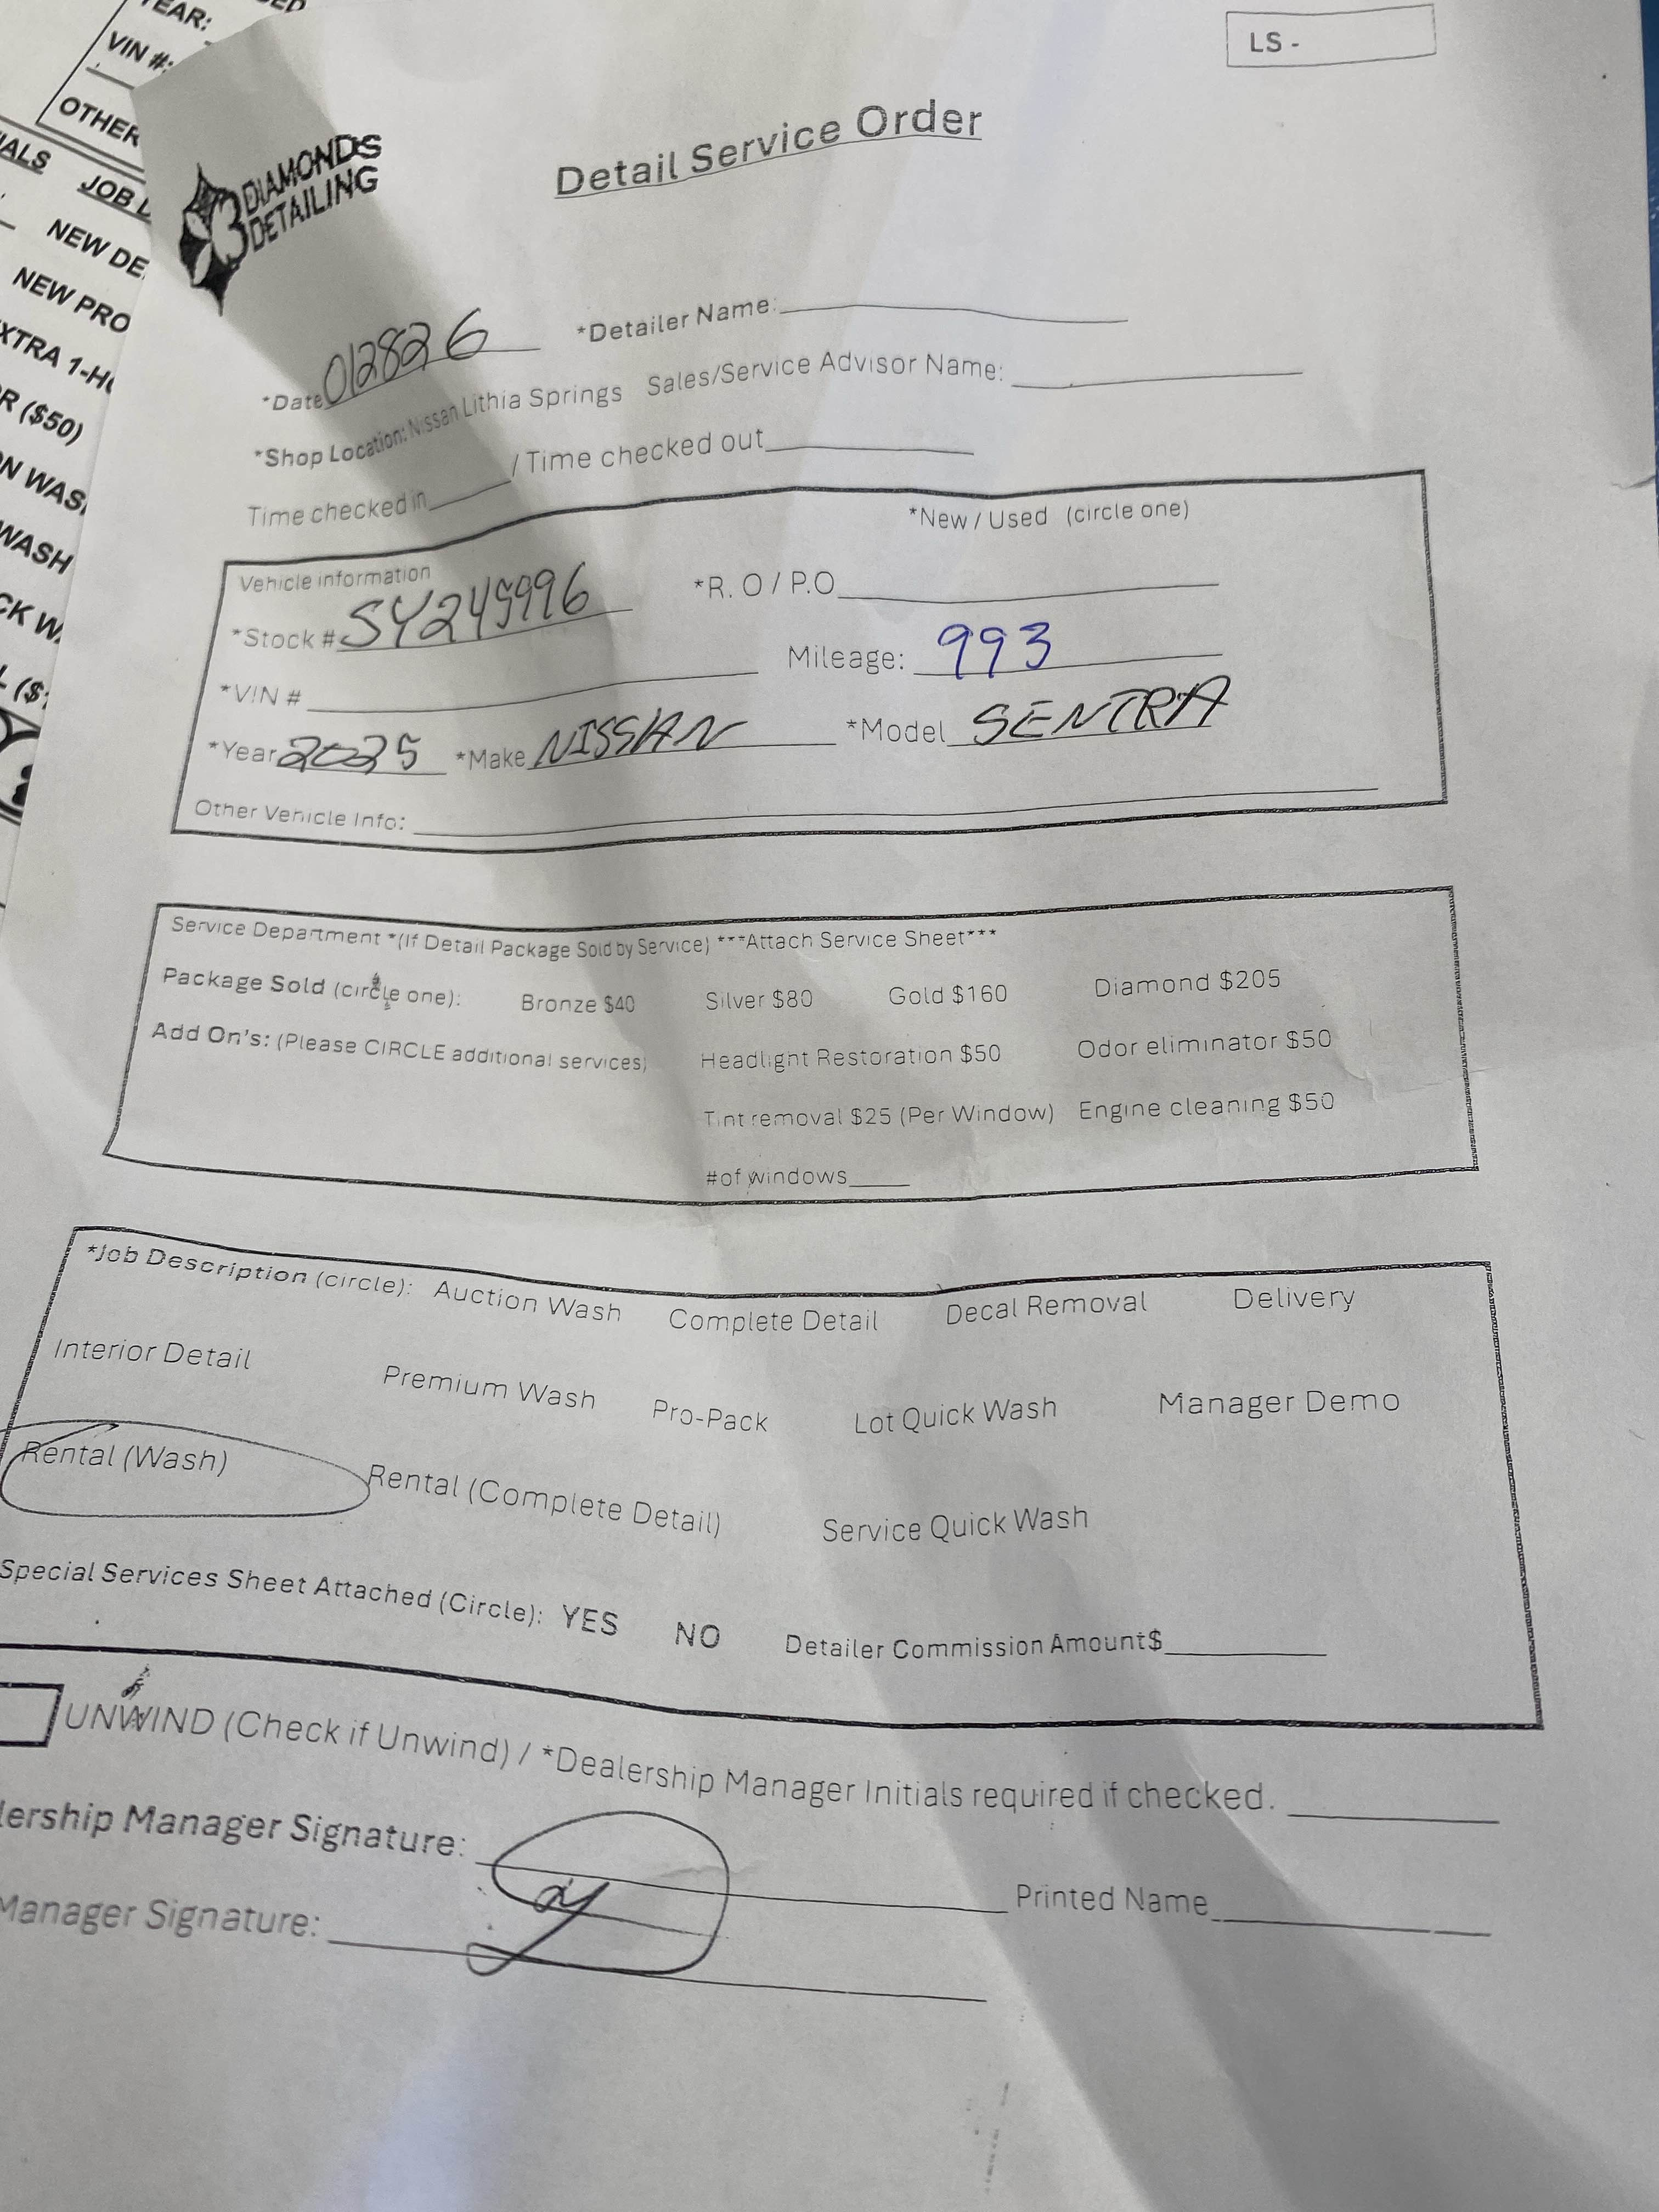 YEAR:
VIN #:
OTHER
JOB
NEW DE
NEW PRO
XTRA 1-H
R ($50)
N WAS
WASH
CK W
LS -
3 DIAMONDS
DETAILING
Detail Service Order
*Date 012826 *Detailer Name:
*Shop Location: Nissan Lithia Springs Sales/Service Advisor Name:
Time checked in / Time checked out
*New / Used (circle one)
Vehicle information
*Stock # SY245996 *R. O / P.O
*VIN # Mileage: 993
*Year 2025 *Make NISSAN *Model SENTRA
Other Vehicle Info:
Service Department *(If Detail Package Sold by Service) ***Attach Service Sheet***
Package Sold (circle one): Bronze $40 Silver $80 Gold $160 Diamond $205
Add On's: (Please CIRCLE additional services) Headlight Restoration $50 Odor eliminator $50
Tint removal $25 (Per Window) Engine cleaning $50
#of windows
*Job Description (circle): Auction Wash Complete Detail Decal Removal Delivery
Interior Detail Premium Wash Pro-Pack Lot Quick Wash Manager Demo
Rental (Wash) Rental (Complete Detail) Service Quick Wash
Special Services Sheet Attached (Circle): YES NO Detailer Commission Amount$
UNWIND (Check if Unwind) / *Dealership Manager Initials required if checked.
lership Manager Signature: Printed Name
Manager Signature: